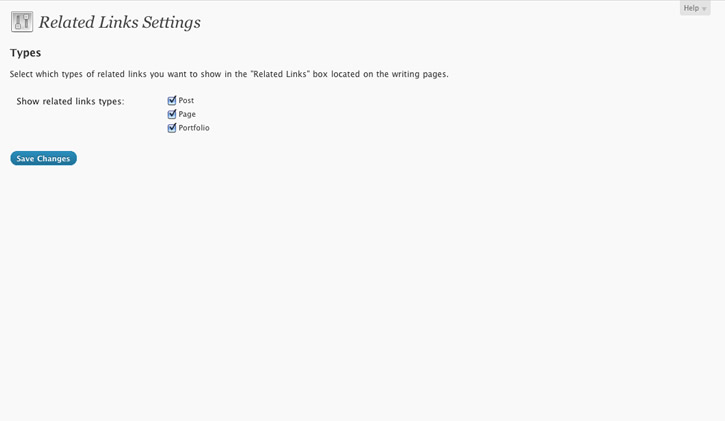 Help
Related Links Settings
Types
Select which types of related links you want to show in the "Related Links" box located on the writing pages.
Show related links types:
Post
Page
Portfolio
Save Changes